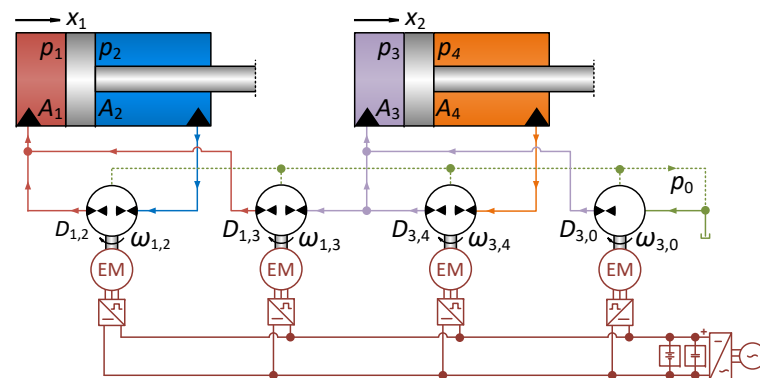 x1 x2
p1 p2 p3 p4
A1 A2 A3 A4
p0
D1,2 ω1,2 D1,3 ω1,3 D3,4 ω3,4 D3,0 ω3,0
EM EM EM EM
+